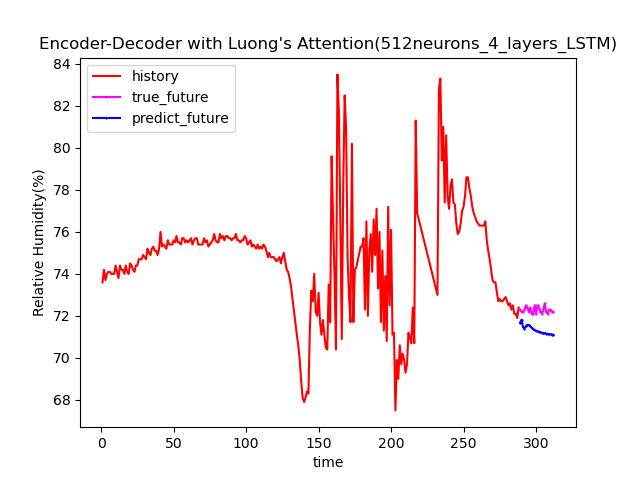 Encoder-Decoder with Luong's Attention(512neurons_4_layers_LSTM)
history
true_future
predict_future
Relative Humidity(%)
84
82
80
78
76
74
72
70
68
0
50
100
150
200
250
300
time